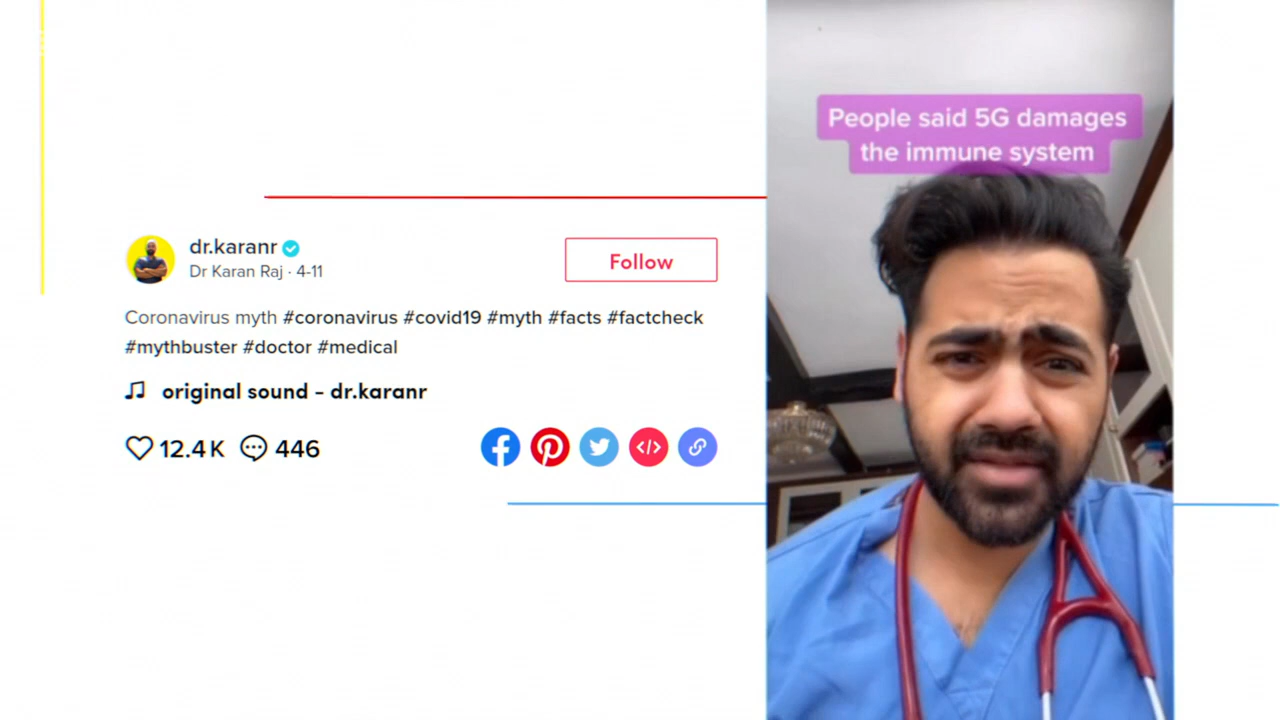 dr.karanr
Dr Karan Raj · 4-11
Follow
Coronavirus myth #coronavirus #covid19 #myth #facts #factcheck
#mythbuster #doctor #medical
original sound - dr.karanr
12.4K 446
People said 5G damages
the immune system